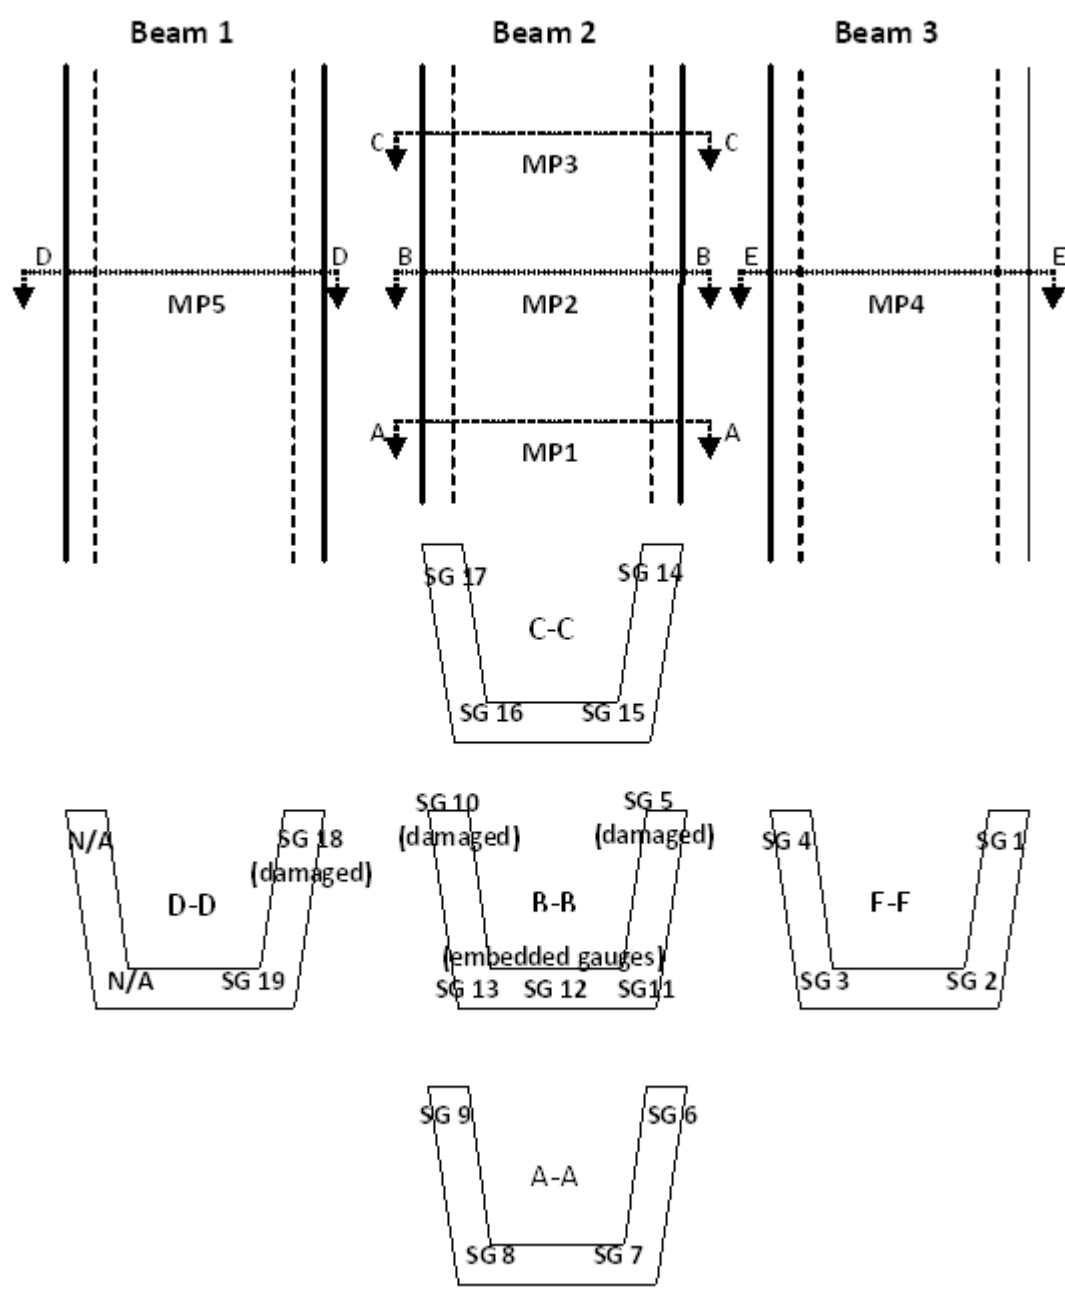 Beam 1 Beam 2 Beam 3
C C
MP3
D D B B E E
MP5 MP2 MP4
A A
MP1
SG 17 SG 14
C-C
SG 16 SG 15
SG 10 SG 5
(damaged) (damaged)
N/A SG 18 SG 4 SG 1
(damaged)
D-D B-B E-E
(embedded gauges)
N/A SG 19 SG 13 SG 12 SG11 SG 3 SG 2
SG 9 SG 6
A-A
SG 8 SG 7